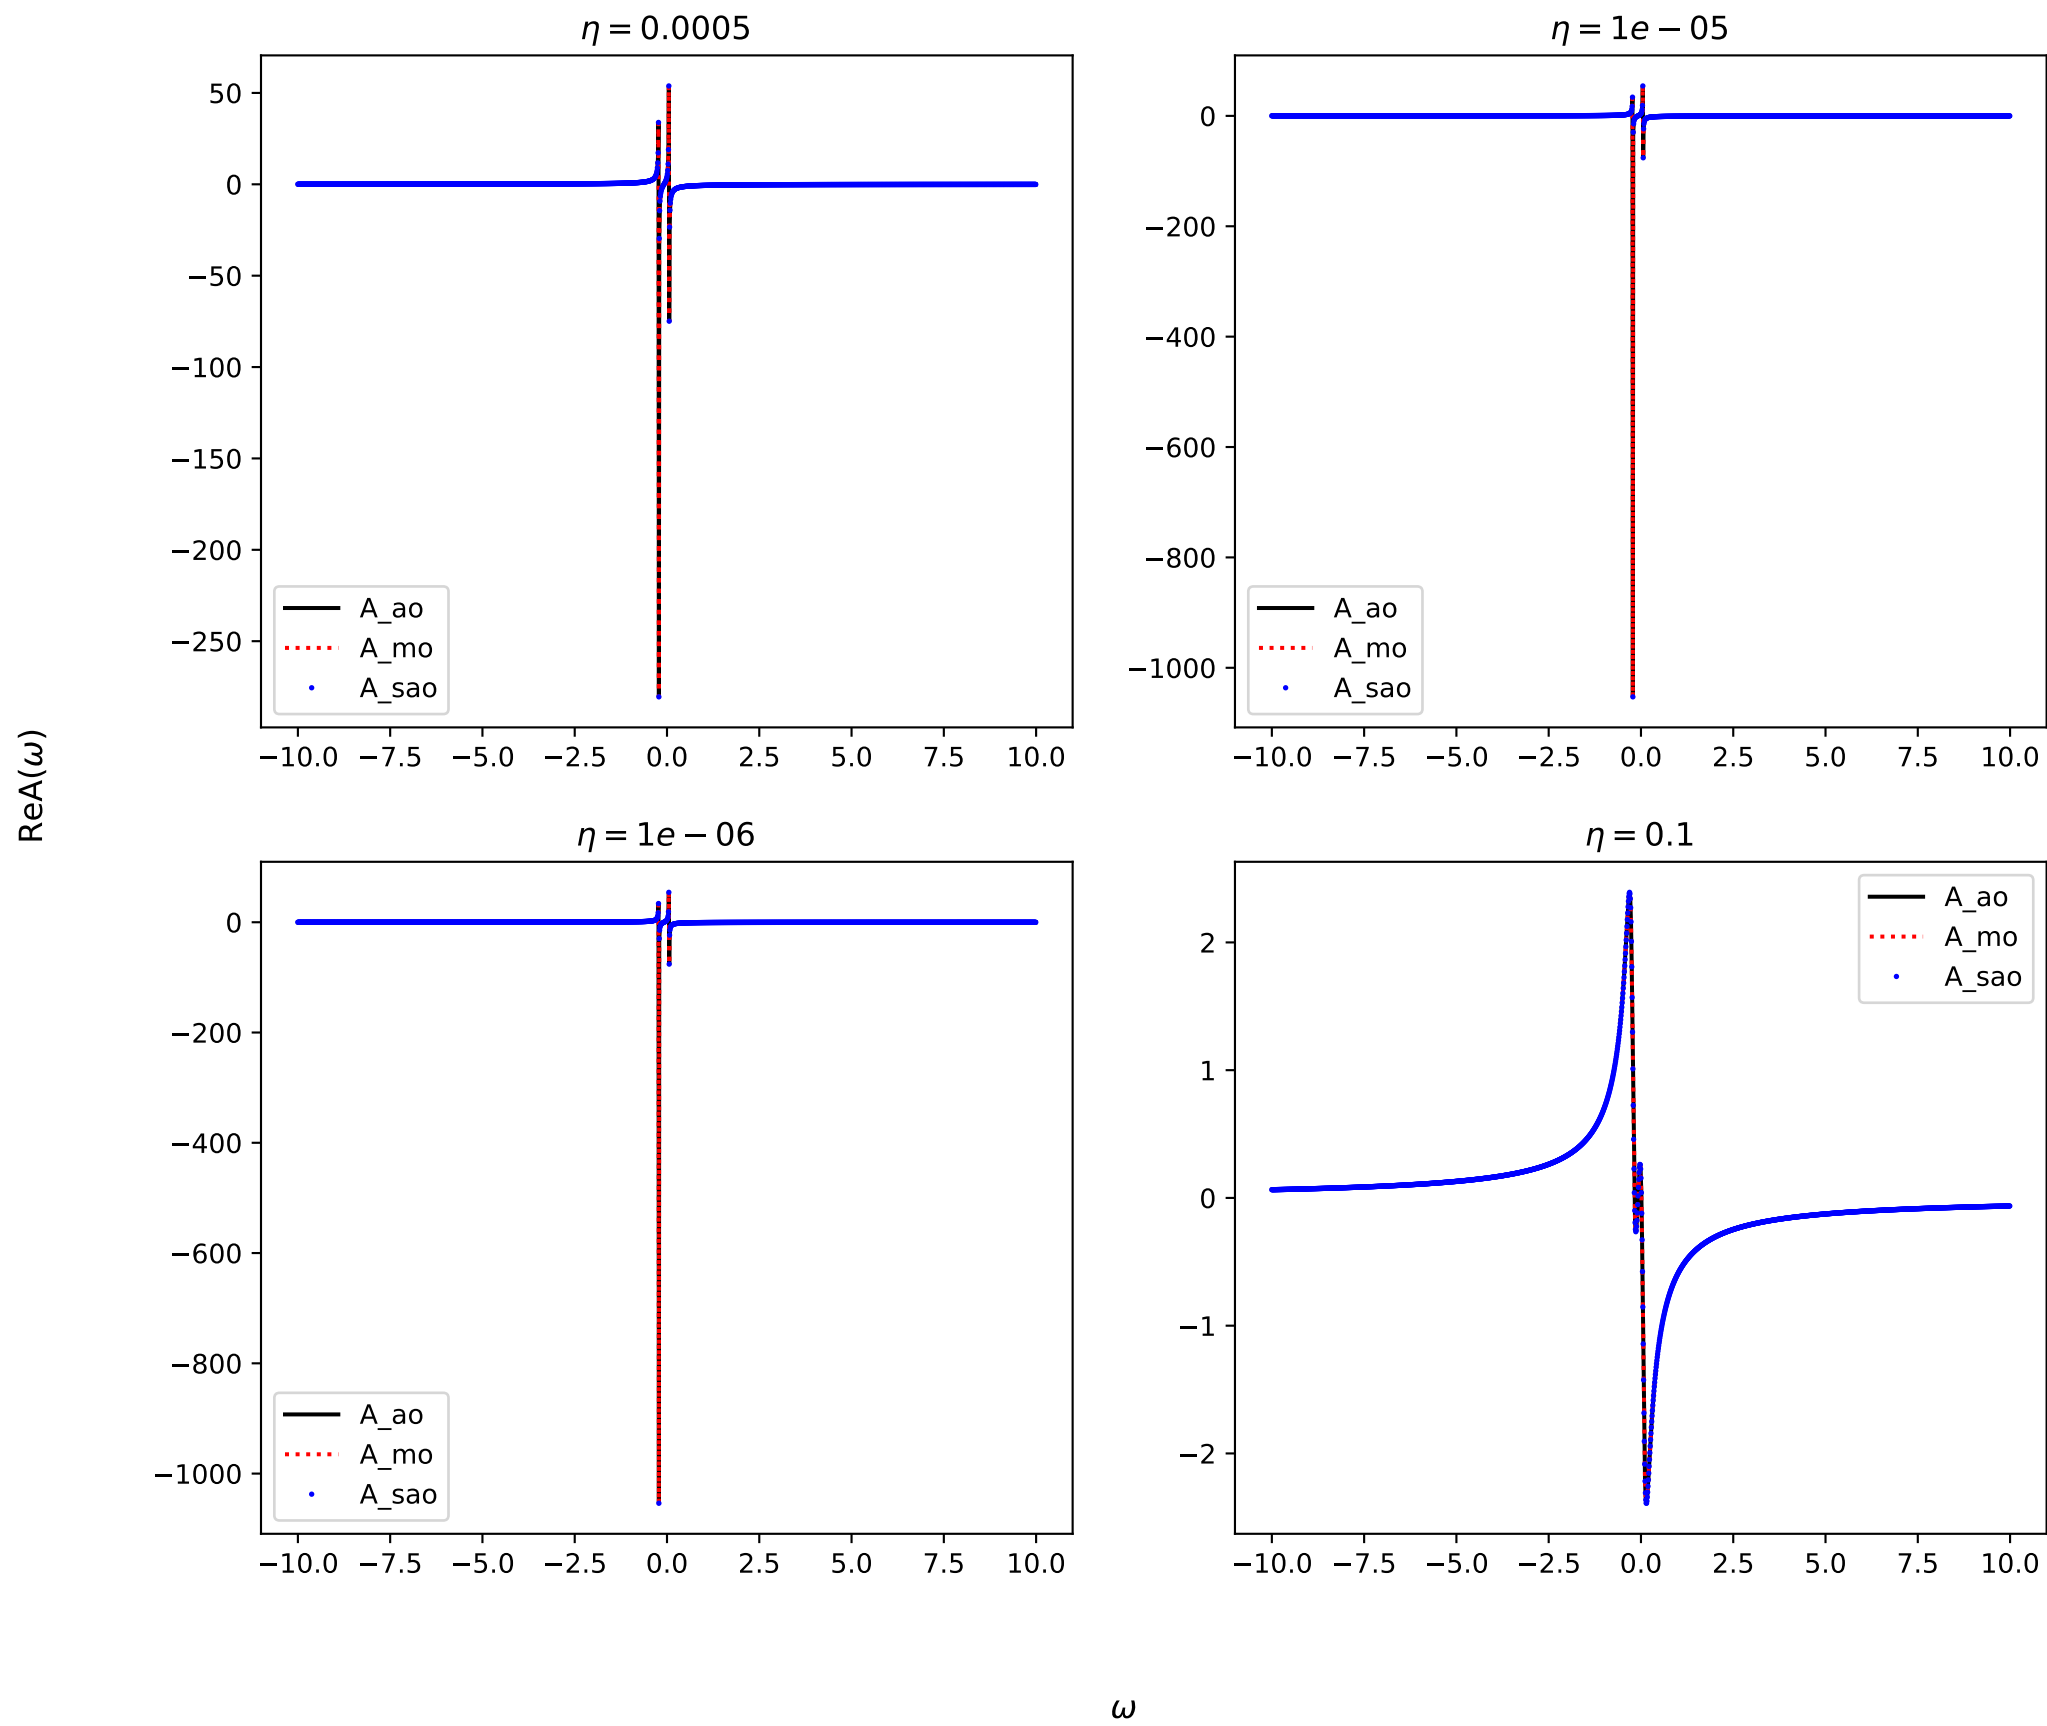 η = 0.0005
50
0
−50
−100
−150
−200
−250
A_ao
A_mo
A_sao
−10.0 −7.5 −5.0 −2.5 0.0 2.5 5.0 7.5 10.0
η = 1e − 05
0
−200
−400
−600
−800
−1000
A_ao
A_mo
A_sao
−10.0 −7.5 −5.0 −2.5 0.0 2.5 5.0 7.5 10.0
ReA(ω)
η = 1e − 06
0
−200
−400
−600
−800
−1000
A_ao
A_mo
A_sao
−10.0 −7.5 −5.0 −2.5 0.0 2.5 5.0 7.5 10.0
η = 0.1
2
1
0
−1
−2
A_ao
A_mo
A_sao
−10.0 −7.5 −5.0 −2.5 0.0 2.5 5.0 7.5 10.0
ω